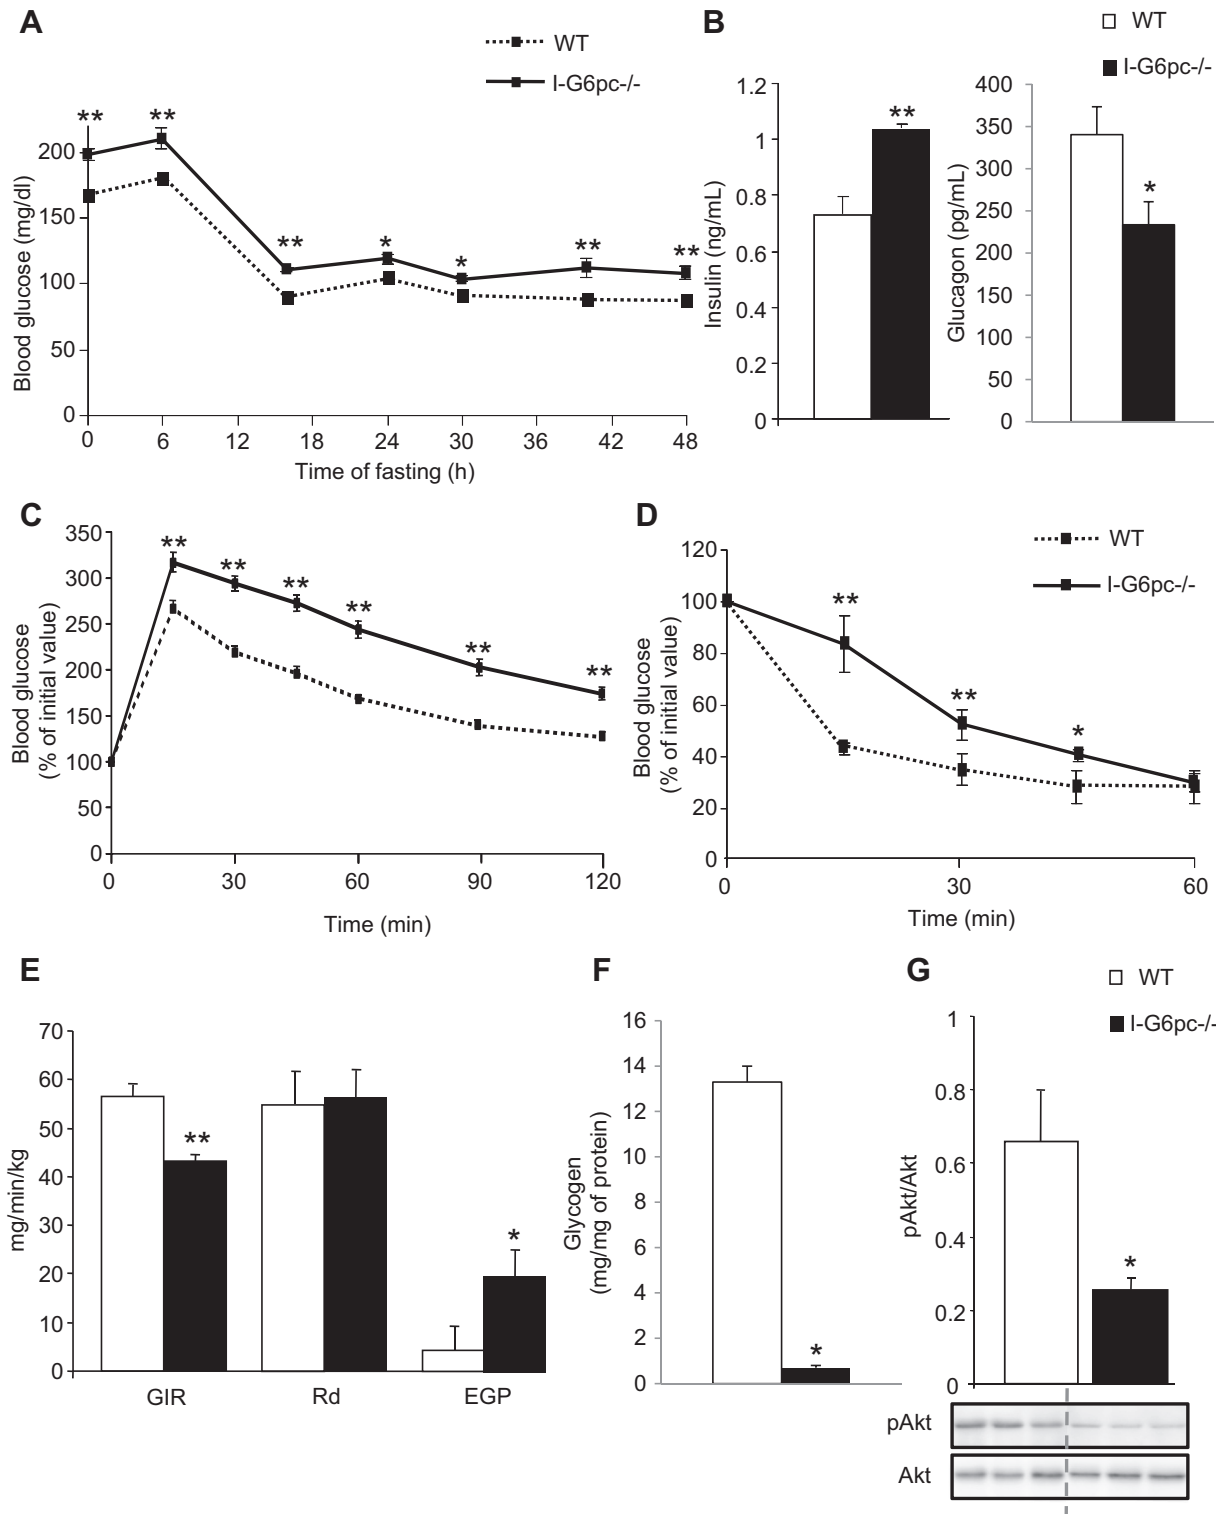 A
WT
I-G6pc-/-
Blood glucose (mg/dl)
200
150
100
50
0
** ** ** * * ** **
0 6 12 18 24 30 36 42 48
Time of fasting (h)
B
WT
I-G6pc-/-
Insulin (ng/mL)
1.2
1
0.8
0.6
0.4
0.2
0
**
Glucagon (pg/mL)
400
350
300
250
200
150
100
50
0
*
C
Blood glucose
(% of initial value)
350
300
250
200
150
100
50
0
** ** ** ** ** **
0 30 60 90 120
Time (min)
D
WT
I-G6pc-/-
Blood glucose
(% of initial value)
120
100
80
60
40
20
0
** ** *
0 30 60
Time (min)
E
mg/min/kg
70
60
50
40
30
20
10
0
** *
GIR Rd EGP
F
Glycogen
(mg/mg of protein)
16
14
12
10
8
6
4
2
0
*
G
WT
I-G6pc-/-
pAkt/Akt
1
0.8
0.6
0.4
0.2
0
*
pAkt
Akt